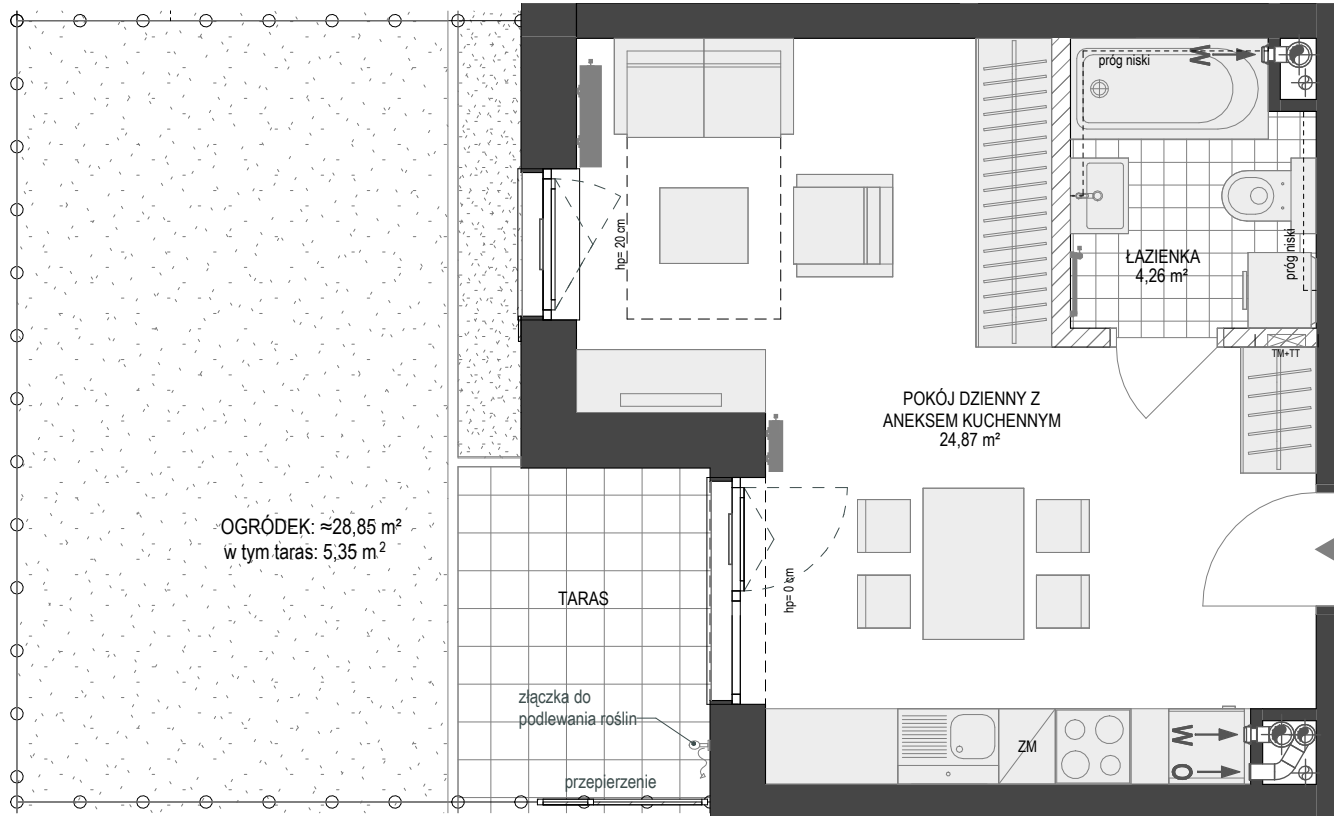 próg niski
W
hp= 20 cm
ŁAZIENKA
4,26 m²
próg niski
TM+TT
POKÓJ DZIENNY Z
ANEKSEM KUCHENNYM
24,87 m²
OGRÓDEK: ≈28,85 m²
w tym taras: 5,35 m²
TARAS
hp= 0 cm
złączka do
podlewania roślin
ZM
W
O
przepierzenie